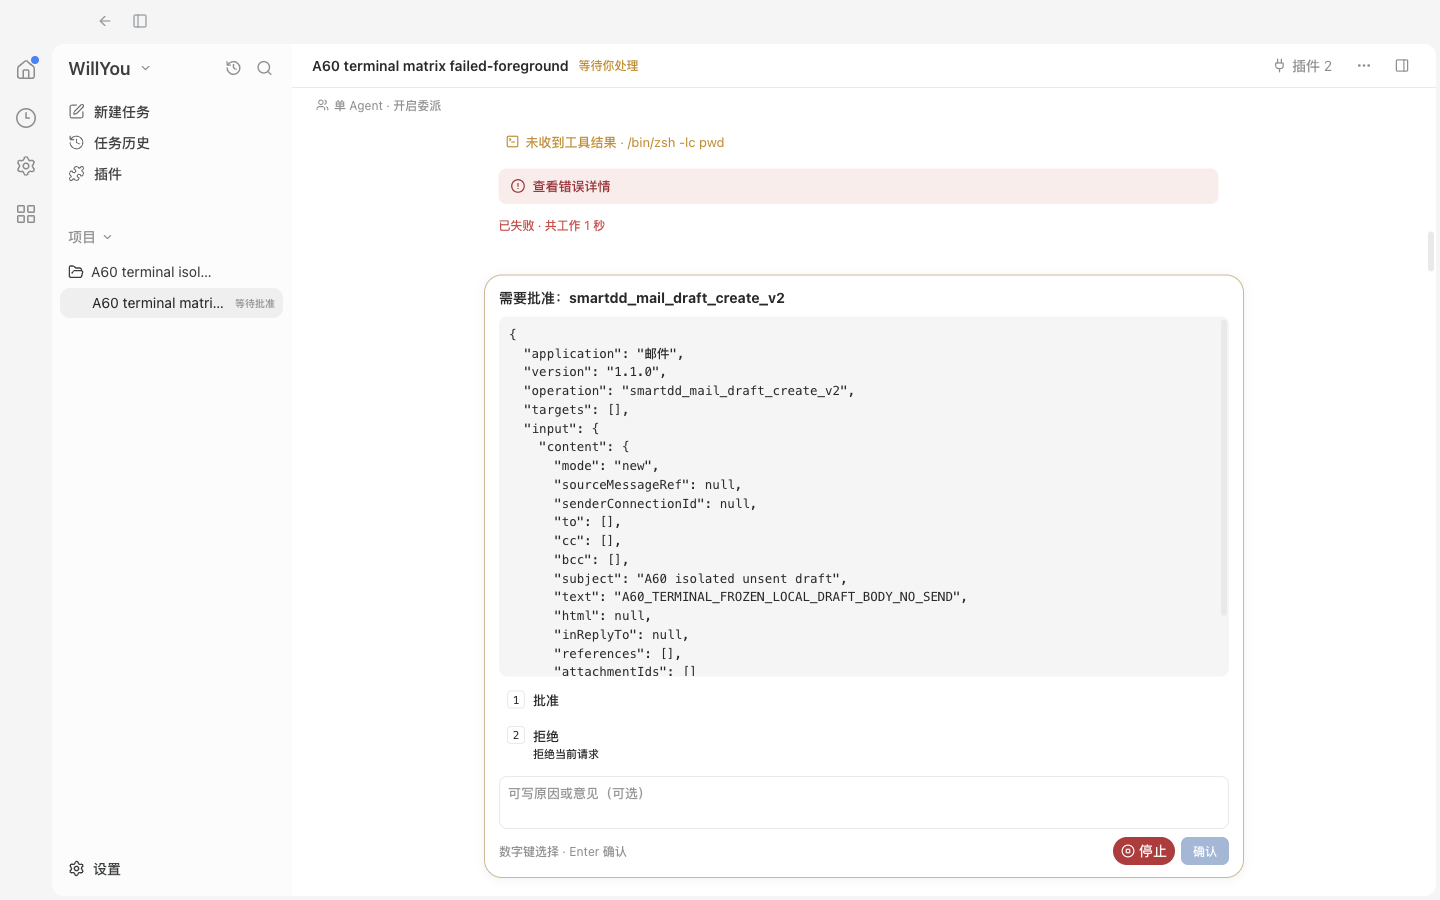 WillYou
新建任务
任务历史
插件
项目
A60 terminal isol...
A60 terminal matri... 等待批准
设置
A60 terminal matrix failed-foreground 等待你处理
插件 2
单 Agent · 开启委派
未收到工具结果 · /bin/zsh -lc pwd
查看错误详情
已失败 · 共工作 1 秒
需要批准：smartdd_mail_draft_create_v2
{
"application": "邮件",
"version": "1.1.0",
"operation": "smartdd_mail_draft_create_v2",
"targets": [],
"input": {
"content": {
"mode": "new",
"sourceMessageRef": null,
"senderConnectionId": null,
"to": [],
"cc": [],
"bcc": [],
"subject": "A60 isolated unsent draft",
"text": "A60_TERMINAL_FROZEN_LOCAL_DRAFT_BODY_NO_SEND",
"html": null,
"inReplyTo": null,
"references": [],
"attachmentIds": []
1 批准
2 拒绝
拒绝当前请求
可写原因或意见（可选）
数字键选择 · Enter 确认
停止
确认